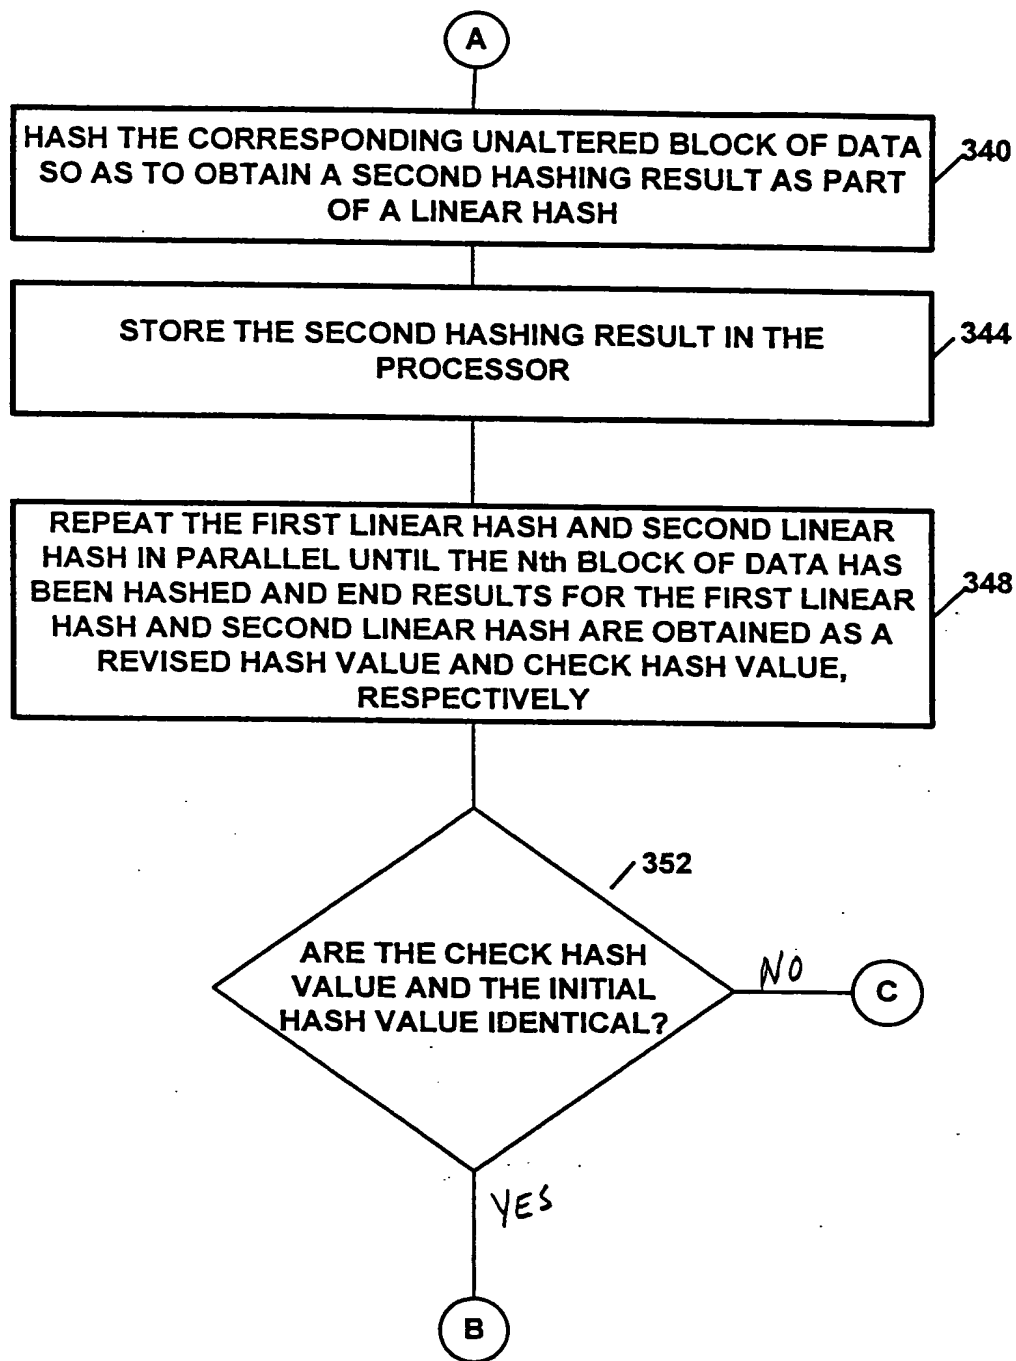 A
HASH THE CORRESPONDING UNALTERED BLOCK OF DATA
SO AS TO OBTAIN A SECOND HASHING RESULT AS PART
OF A LINEAR HASH
340
STORE THE SECOND HASHING RESULT IN THE
PROCESSOR
344
REPEAT THE FIRST LINEAR HASH AND SECOND LINEAR
HASH IN PARALLEL UNTIL THE Nth BLOCK OF DATA HAS
BEEN HASHED AND END RESULTS FOR THE FIRST LINEAR
HASH AND SECOND LINEAR HASH ARE OBTAINED AS A
REVISED HASH VALUE AND CHECK HASH VALUE,
RESPECTIVELY
348
352
ARE THE CHECK HASH
VALUE AND THE INITIAL
HASH VALUE IDENTICAL?
NO
C
YES
B